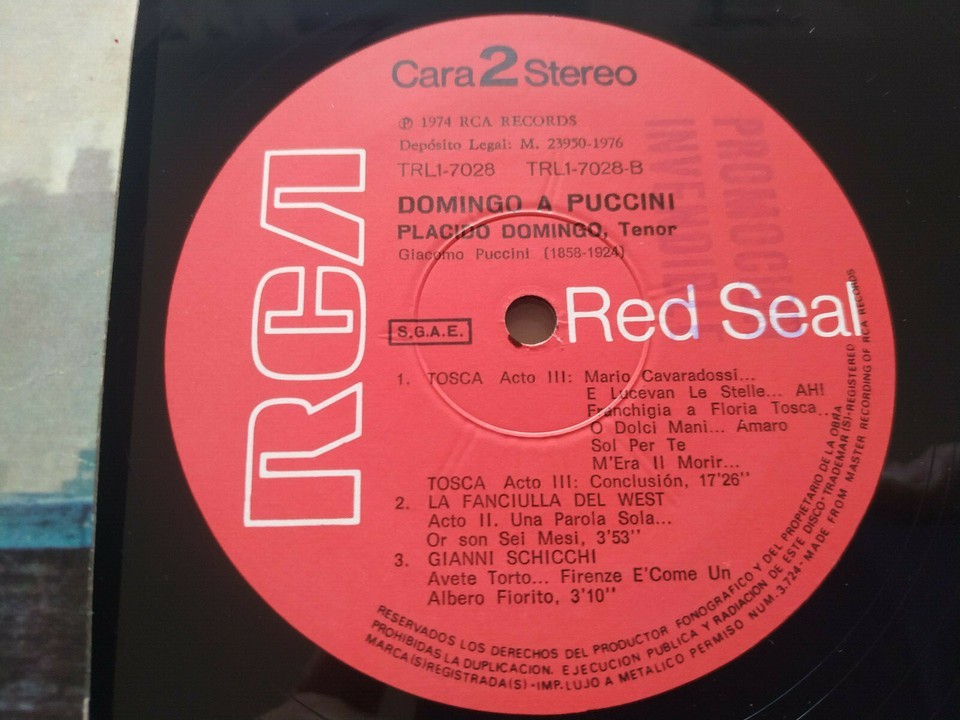 Cara 2 Stereo
℗ 1974 RCA RECORDS
Depósito Legal: M. 23950-1976
TRL1-7028 TRL1-7028-B
DOMINGO A PUCCINI
PLACIDO DOMINGO, Tenor
Giacomo Puccini (1858-1924)
PROMOCION
INVENDIBLE
RCA
S.G.A.E.
Red Seal
1. TOSCA Acto III: Mario Cavaradossi...
E Lucevan Le Stelle... AH!
Franchigia a Floria Tosca...
O Dolci Mani... Amaro
Sol Per Te
M'Era Il Morir...
TOSCA Acto III: Conclusión, 17'26''
2. LA FANCIULLA DEL WEST
Acto II. Una Parola Sola...
Or son Sei Mesi, 3'53''
3. GIANNI SCHICCHI
Avete Torto... Firenze E'Come Un
Albero Fiorito, 3'10''
RESERVADOS LOS DERECHOS DEL PRODUCTOR FONOGRAFICO Y DEL PROPIETARIO DE LA OBRA
PROHIBIDAS LA DUPLICACION. EJECUCION PUBLICA Y RADIACION DE ESTE DISCO-TRADEMAR(S)-REGISTERED
MARCA(S)REGISTRADA(S)-IMP. LUJO A METALICO PERMISO NUM. 3.724-MADE FROM MASTER RECORDING OF RCA RECORDS